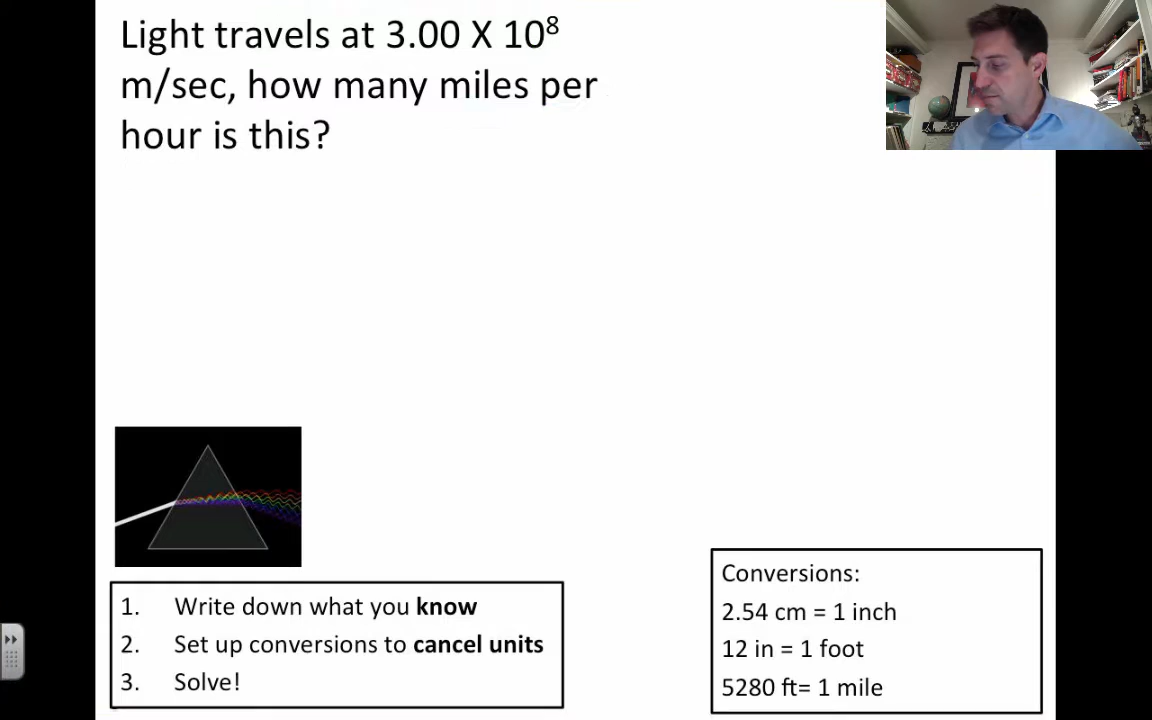 Light travels at 3.00 X 10⁸
m/sec, how many miles per
hour is this?
1. Write down what you know
2. Set up conversions to cancel units
3. Solve!
Conversions:
2.54 cm = 1 inch
12 in = 1 foot
5280 ft= 1 mile